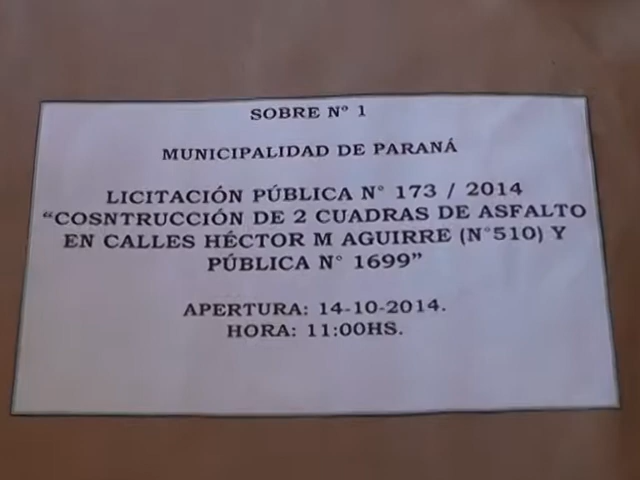 SOBRE Nº 1
MUNICIPALIDAD DE PARANÁ
LICITACIÓN PÚBLICA N° 173 / 2014
“COSNTRUCCIÓN DE 2 CUADRAS DE ASFALTO
EN CALLES HÉCTOR M AGUIRRE (N°510) Y
PÚBLICA N° 1699”
APERTURA: 14-10-2014.
HORA: 11:00HS.